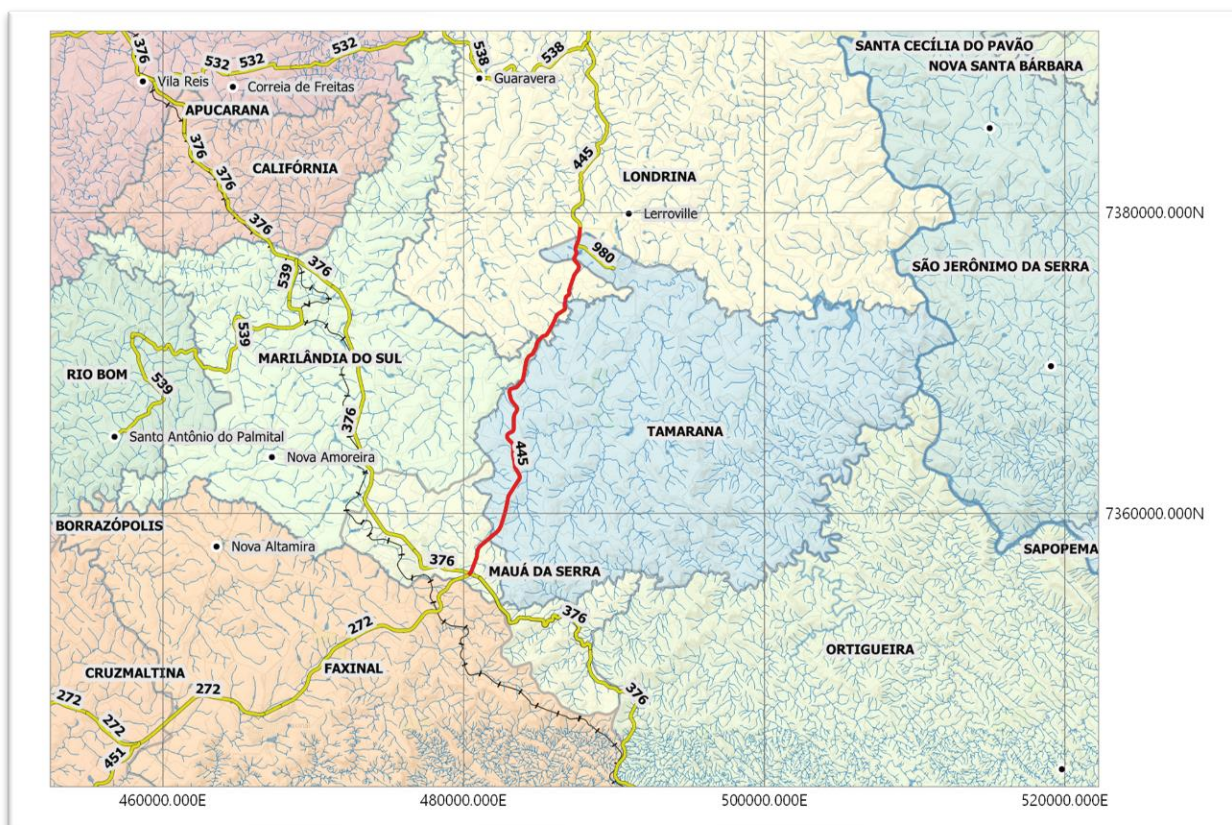 SANTA CECÍLIA DO PAVÃO
NOVA SANTA BÁRBARA
376
532
532
538
538
Vila Reis
Correia de Freitas
Guaravera
APUCARANA
376
CALIFÓRNIA
376
445
LONDRINA
Lerroville
7380000.000N
376
980
376
539
SÃO JERÔNIMO DA SERRA
539
MARILÂNDIA DO SUL
RIO BOM
539
376
TAMARANA
Santo Antônio do Palmital
Nova Amoreira
445
7360000.000N
BORRAZÓPOLIS
Nova Altamira
SAPOPEMA
376
MAUÁ DA SERRA
376
272
ORTIGUEIRA
CRUZMALTINA
FAXINAL
272
272
376
272
451
460000.000E
480000.000E
500000.000E
520000.000E